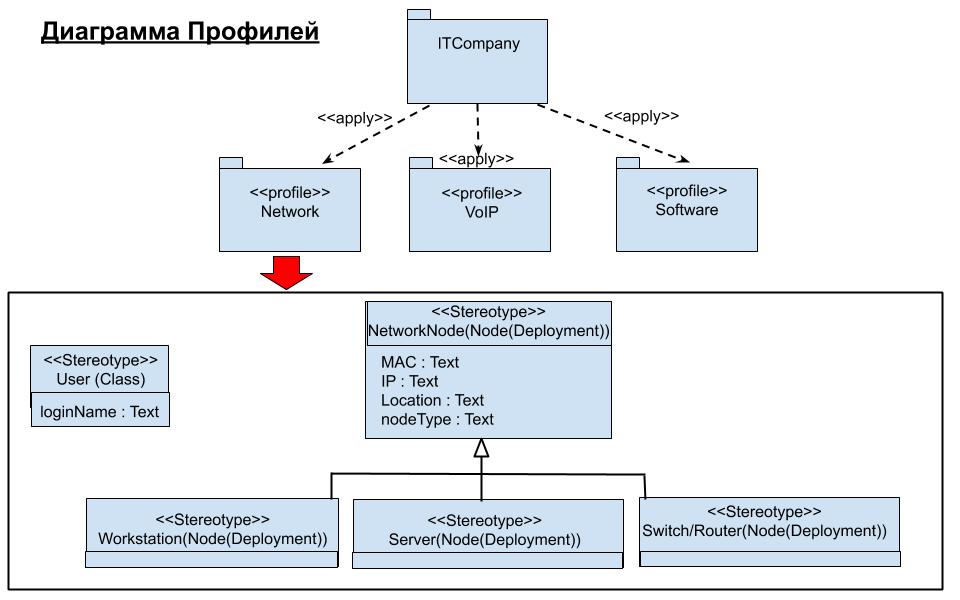 Диаграмма Профилей
ITCompany
<<apply>>
<<apply>>
<<apply>>
<<profile>>
Network
<<profile>>
VoIP
<<profile>>
Software
<<Stereotype>>
NetworkNode(Node(Deployment))
MAC : Text
IP : Text
Location : Text
nodeType : Text
<<Stereotype>>
User (Class)
loginName : Text
<<Stereotype>>
Workstation(Node(Deployment))
<<Stereotype>>
Server(Node(Deployment))
<<Stereotype>>
Switch/Router(Node(Deployment))